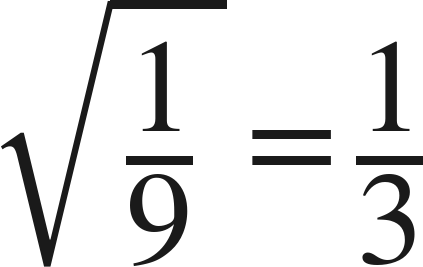 √(1/9) = 1/3